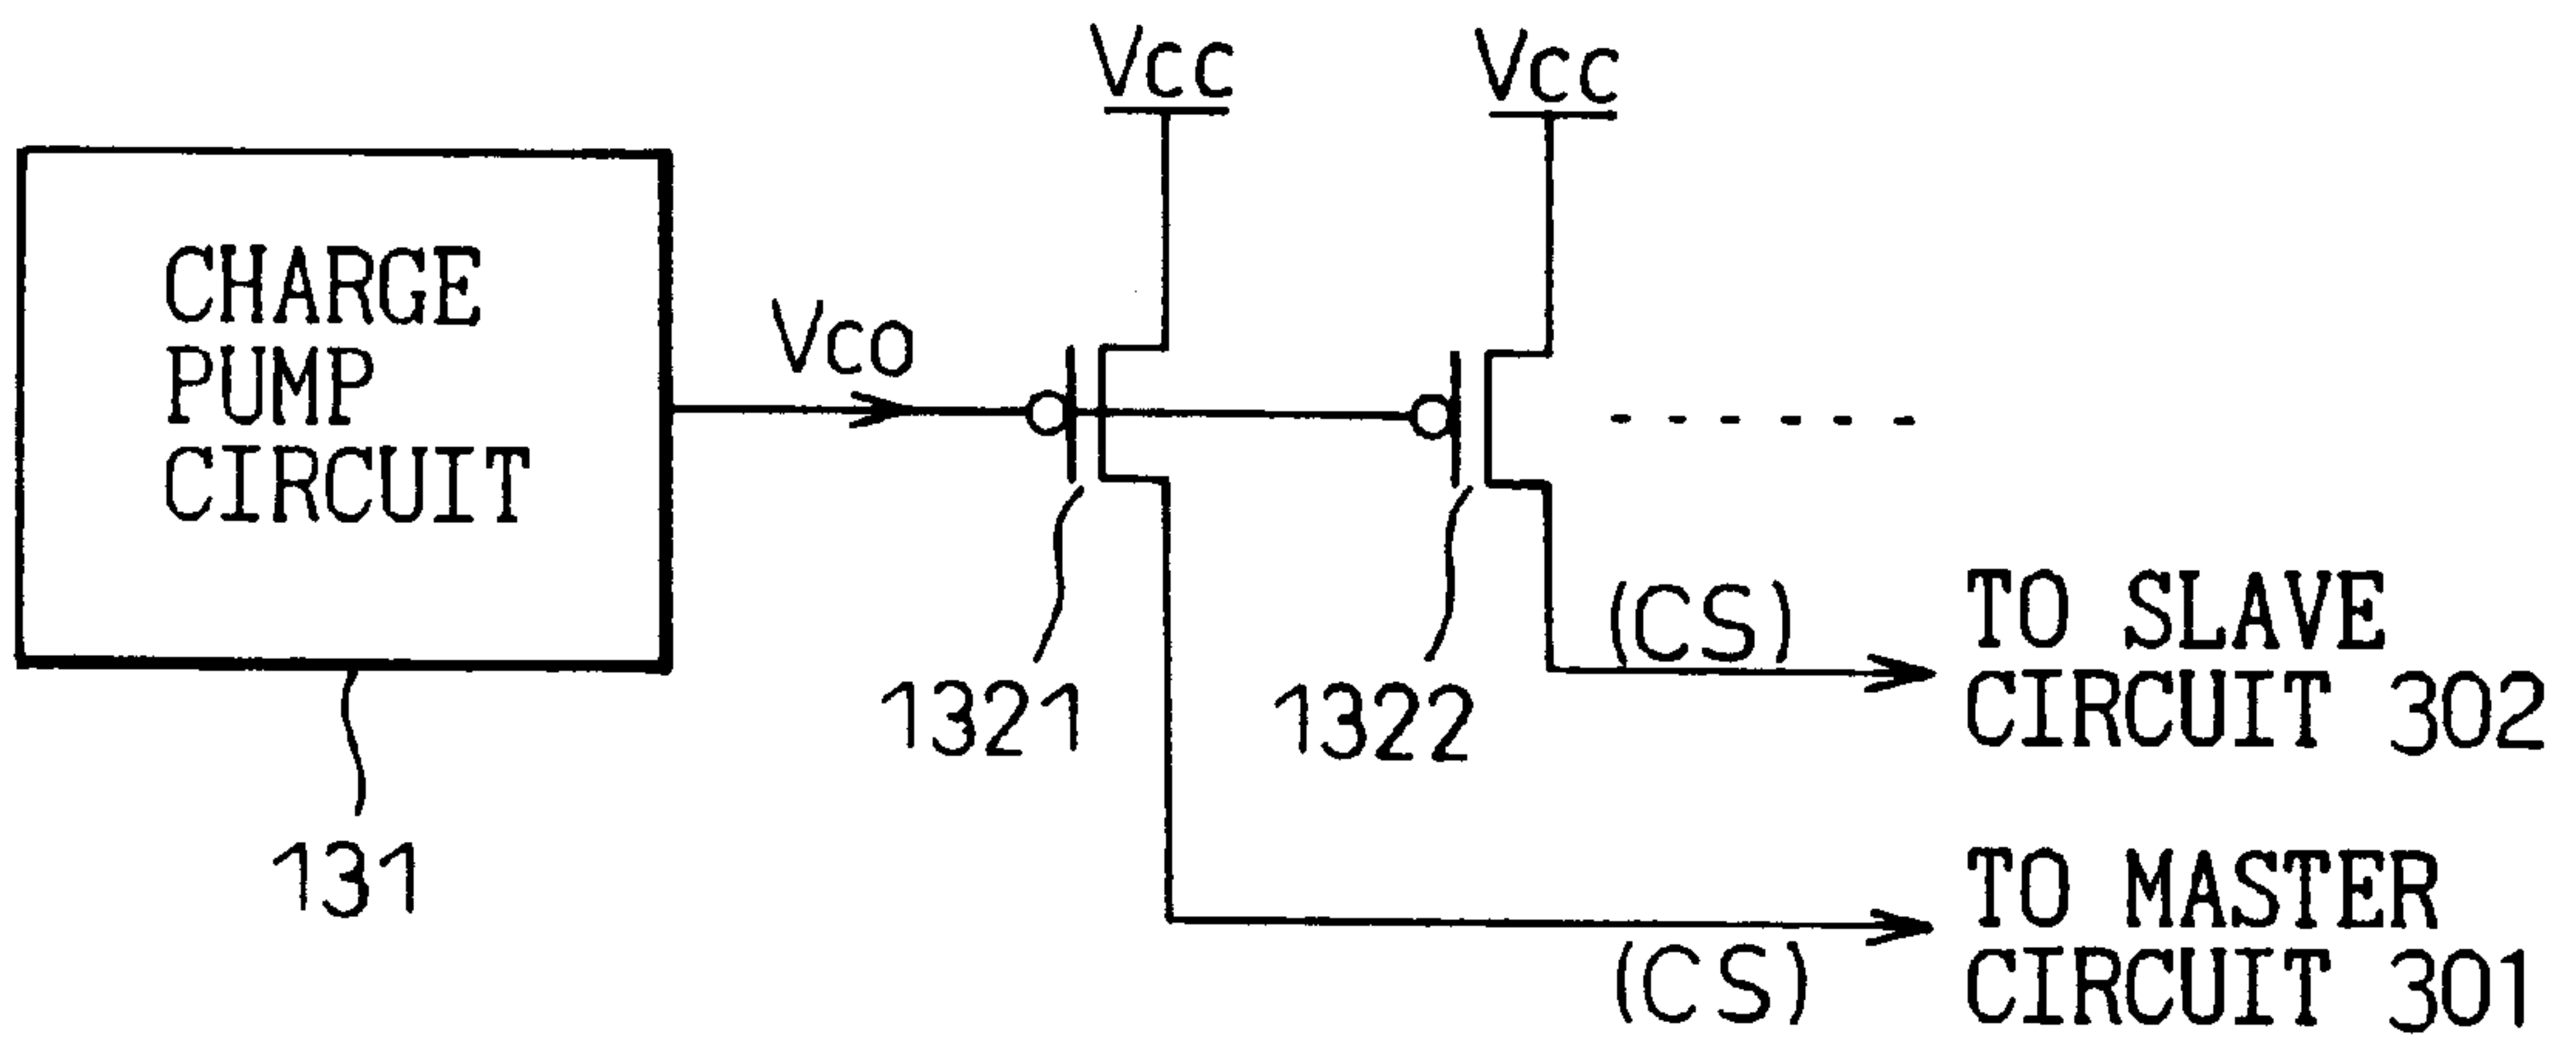 Vcc
Vcc
CHARGE
PUMP
CIRCUIT
Vco
(CS)
TO SLAVE
CIRCUIT 302
1321
1322
131
TO MASTER
CIRCUIT 301
(CS)